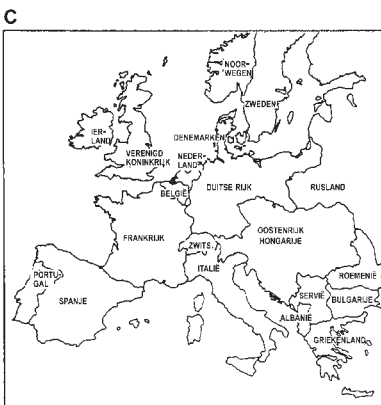 C
NOOR-
WEGEN
ZWEDEN
IER-
LAND
DENEMARKEN
VERENIGD
KONINKRIJK
NEDER-
LAND
BELGIË
DUITSE RIJK
RUSLAND
FRANKRIJK
OOSTENRIJK
HONGARIJE
ZWITS.
ITALIË
ROEMENIË
PORTU-
GAL
SPANJE
SERVIË
BULGARIJE
ALBANIË
GRIEKENLAND